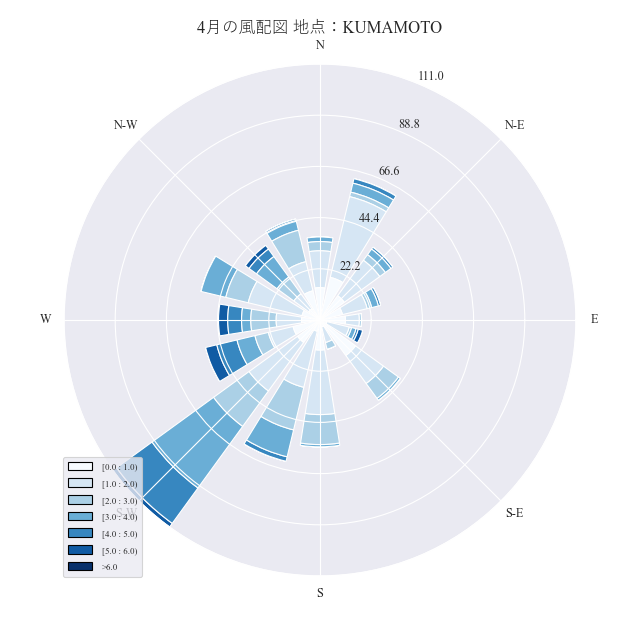 4月の風配図 地点：KUMAMOTO
N
111.0
N-W
88.8
N-E
66.6
44.4
22.2
W
E
[0.0 : 1.0)
[1.0 : 2.0)
[2.0 : 3.0)
[3.0 : 4.0)
[4.0 : 5.0)
[5.0 : 6.0)
>6.0
S-W
S-E
S